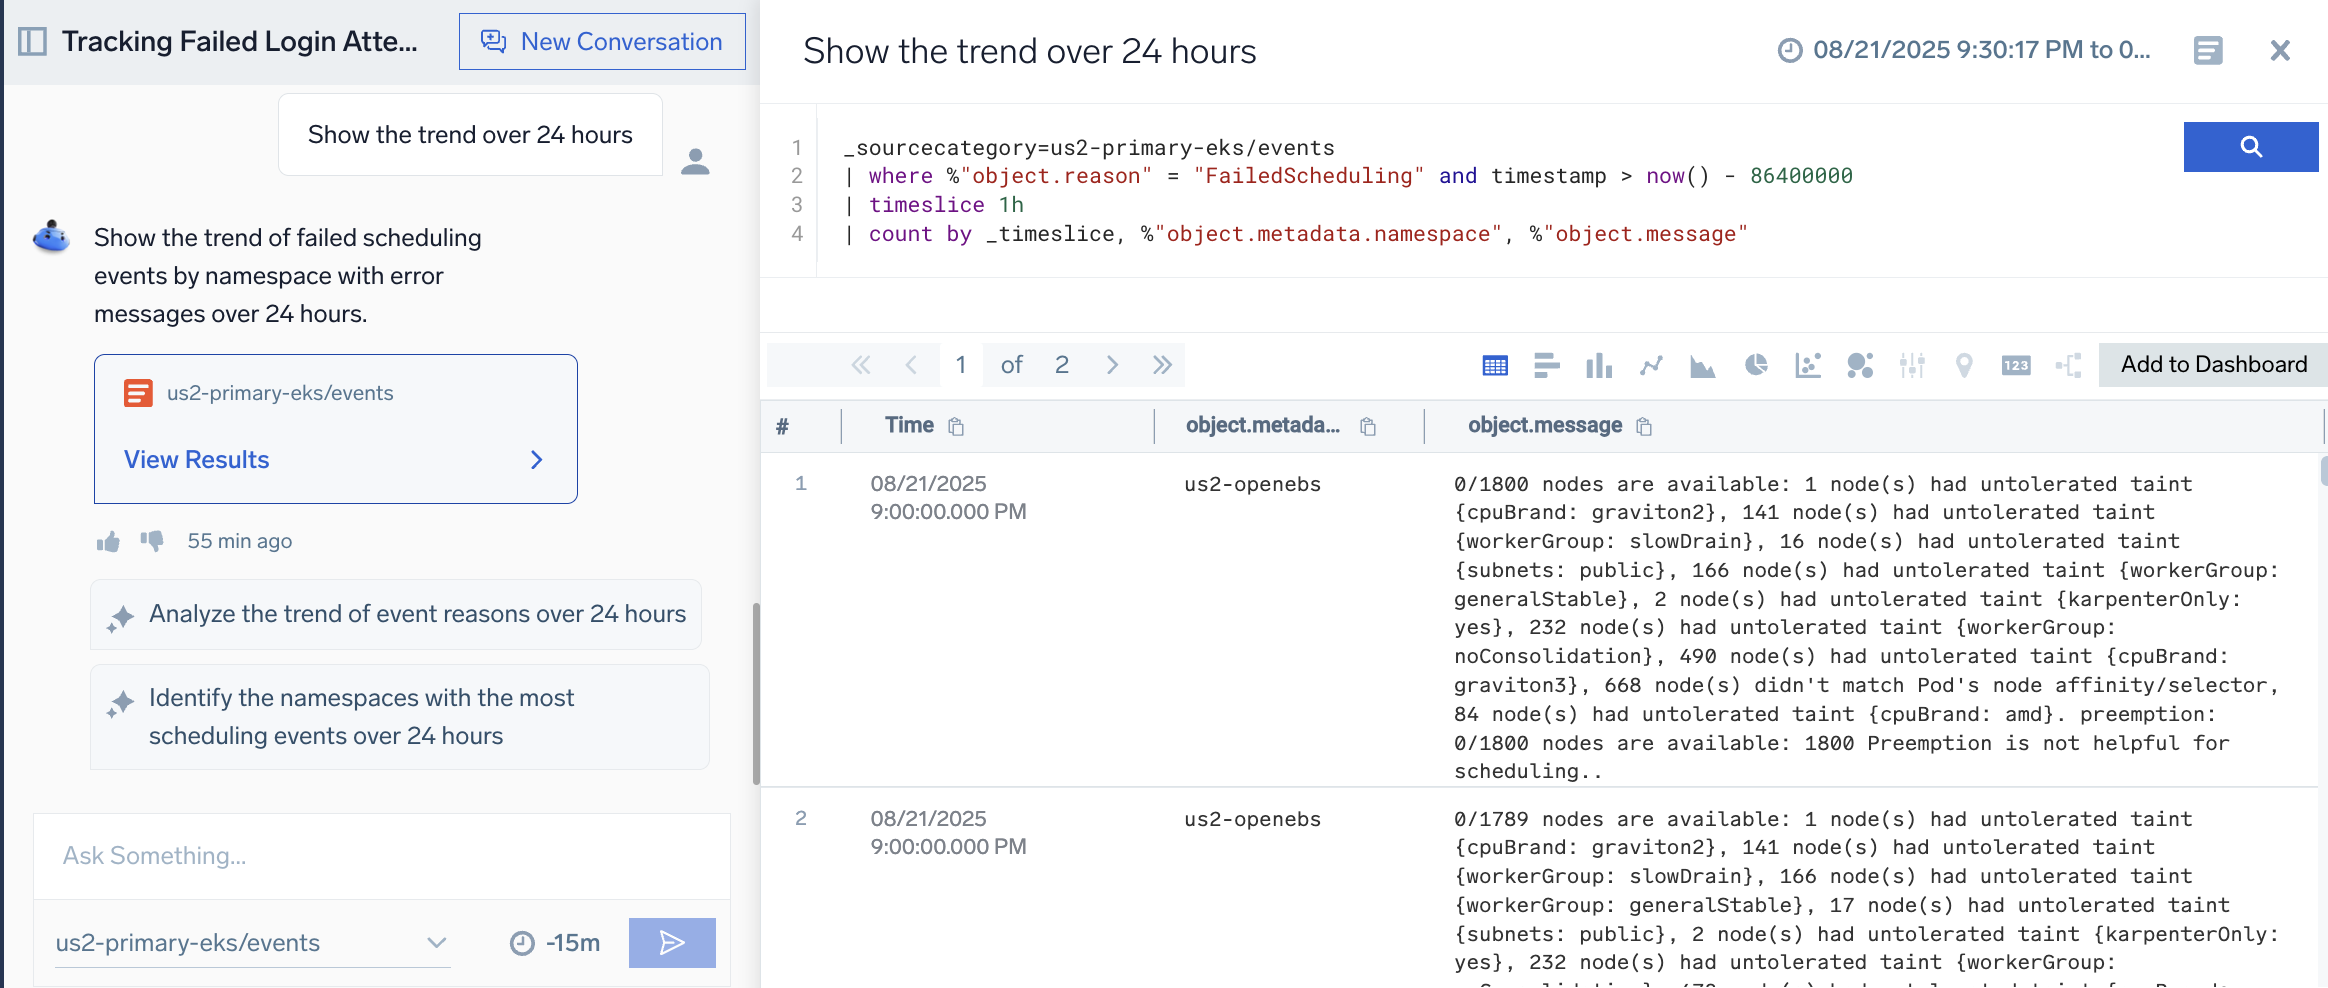 Tracking Failed Login Atte...
New Conversation
Show the trend over 24 hours
Show the trend of failed scheduling
events by namespace with error
messages over 24 hours.
us2-primary-eks/events
View Results
55 min ago
Analyze the trend of event reasons over 24 hours
Identify the namespaces with the most
scheduling events over 24 hours
Ask Something...
us2-primary-eks/events
-15m
Show the trend over 24 hours
08/21/2025 9:30:17 PM to 0...
1 _sourcecategory=us2-primary-eks/events
2 | where %"object.reason" = "FailedScheduling" and timestamp > now() - 86400000
3 | timeslice 1h
4 | count by _timeslice, %"object.metadata.namespace", %"object.message"
1 of 2
123
Add to Dashboard
# Time object.metada... object.message
1 08/21/2025 us2-openebs 0/1800 nodes are available: 1 node(s) had untolerated taint
9:00:00.000 PM {cpuBrand: graviton2}, 141 node(s) had untolerated taint
{workerGroup: slowDrain}, 16 node(s) had untolerated taint
{subnets: public}, 166 node(s) had untolerated taint {workerGroup:
generalStable}, 2 node(s) had untolerated taint {karpenterOnly:
yes}, 232 node(s) had untolerated taint {workerGroup:
noConsolidation}, 490 node(s) had untolerated taint {cpuBrand:
graviton3}, 668 node(s) didn't match Pod's node affinity/selector,
84 node(s) had untolerated taint {cpuBrand: amd}. preemption:
0/1800 nodes are available: 1800 Preemption is not helpful for
scheduling..
2 08/21/2025 us2-openebs 0/1789 nodes are available: 1 node(s) had untolerated taint
9:00:00.000 PM {cpuBrand: graviton2}, 141 node(s) had untolerated taint
{workerGroup: slowDrain}, 166 node(s) had untolerated taint
{workerGroup: generalStable}, 17 node(s) had untolerated taint
{subnets: public}, 2 node(s) had untolerated taint {karpenterOnly:
yes}, 232 node(s) had untolerated taint {workerGroup: